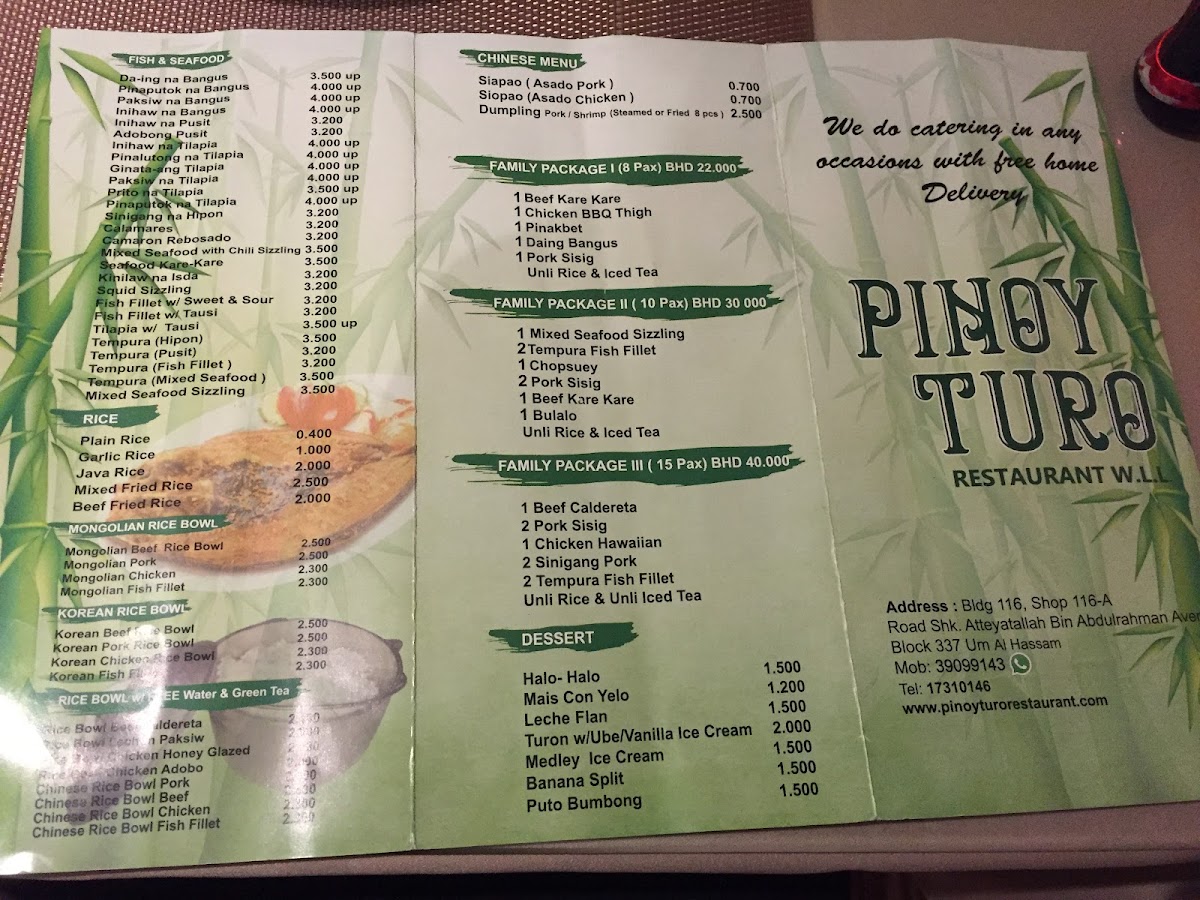 FISH & SEAFOOD
Da-ing na Bangus 3.500 up
Pinaputok na Bangus 4.000 up
Paksiw na Bangus 4.000 up
Inihaw na Bangus 4.000 up
Inihaw na Pusit 3.200
Adobong Pusit 3.200
Inihaw na Tilapia 4.000 up
Pinalutong na Tilapia 4.000 up
Ginata-ang Tilapia 4.000 up
Paksiw na Tilapia 4.000 up
Prito na Tilapia 3.500 up
Pinaputok na Tilapia 4.000 up
Sinigang na Hipon 3.200
Calamares 3.200
Camaron Rebosado 3.200
Mixed Seafood with Chili Sizzling 3.500
Seafood Kare-Kare 3.500
Kinilaw na Isda 3.200
Squid Sizzling 3.200
Fish Fillet w/ Sweet & Sour 3.200
Fish Fillet w/ Tausi 3.200
Tilapia w/ Tausi 3.500 up
Tempura (Hipon) 3.500
Tempura (Pusit) 3.200
Tempura (Fish Fillet ) 3.200
Tempura (Mixed Seafood ) 3.500
Mixed Seafood Sizzling 3.500
RICE
Plain Rice 0.400
Garlic Rice 1.000
Java Rice 2.000
Mixed Fried Rice 2.500
Beef Fried Rice 2.000
MONGOLIAN RICE BOWL
Mongolian Beef Rice Bowl 2.500
Mongolian Pork 2.500
Mongolian Chicken 2.300
Mongolian Fish Fillet 2.300
KOREAN RICE BOWL
Korean Beef Rice Bowl 2.500
Korean Pork Rice Bowl 2.500
Korean Chicken Rice Bowl 2.300
Korean Fish 2.300
RICE BOWL w/ FREE Water & Green Tea
Rice Bowl Beef Caldereta
Rice Bowl Lechon Paksiw
Bowl Chicken Honey Glazed
Rice Bowl Chicken Adobo
Chinese Rice Bowl Pork
Chinese Rice Bowl Beef
Chinese Rice Bowl Chicken
Chinese Rice Bowl Fish Fillet
CHINESE MENU
Siapao ( Asado Pork ) 0.700
Siopao (Asado Chicken ) 0.700
Dumpling Pork / Shrimp (Steamed or Fried 8 pcs ) 2.500
FAMILY PACKAGE I (8 Pax) BHD 22.000
1 Beef Kare Kare
1 Chicken BBQ Thigh
1 Pinakbet
1 Daing Bangus
1 Pork Sisig
Unli Rice & Iced Tea
FAMILY PACKAGE II ( 10 Pax) BHD 30 000
1 Mixed Seafood Sizzling
2 Tempura Fish Fillet
1 Chopsuey
2 Pork Sisig
1 Beef Kare Kare
1 Bulalo
Unli Rice & Iced Tea
FAMILY PACKAGE III ( 15 Pax) BHD 40.000
1 Beef Caldereta
2 Pork Sisig
1 Chicken Hawaiian
2 Sinigang Pork
2 Tempura Fish Fillet
Unli Rice & Unli Iced Tea
DESSERT
Halo- Halo 1.500
Mais Con Yelo 1.200
Leche Flan 1.500
Turon w/Ube/Vanilla Ice Cream 2.000
Medley Ice Cream 1.500
Banana Split 1.500
Puto Bumbong 1.500
We do catering in any
occasions with free home
Delivery
PINOY
TURO
RESTAURANT W.L.L
Address : Bldg 116, Shop 116-A
Road Shk. Atteyatallah Bin Abdulrahman Aven
Block 337 Um Al Hassam
Mob: 39099143
Tel: 17310146
www.pinoyturorestaurant.com